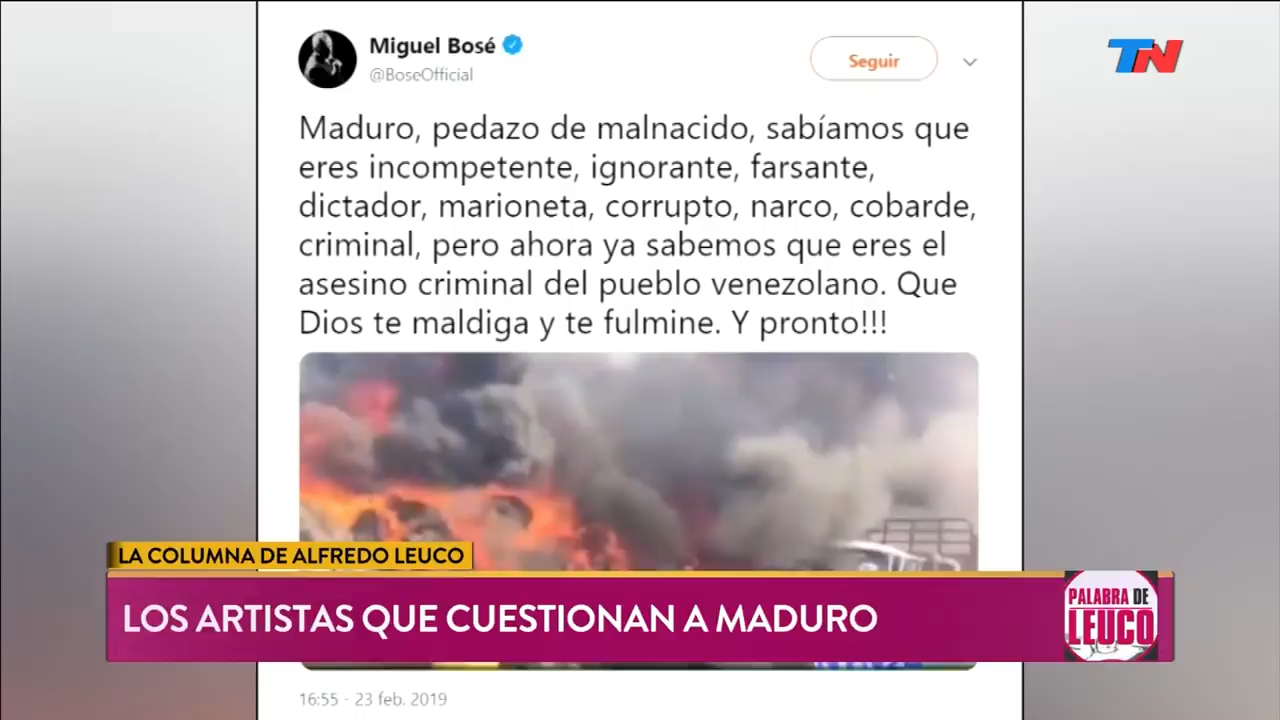 Miguel Bosé
@BoseOfficial
Seguir
TN
Maduro, pedazo de malnacido, sabíamos que
eres incompetente, ignorante, farsante,
dictador, marioneta, corrupto, narco, cobarde,
criminal, pero ahora ya sabemos que eres el
asesino criminal del pueblo venezolano. Que
Dios te maldiga y te fulmine. Y pronto!!!
LA COLUMNA DE ALFREDO LEUCO
LOS ARTISTAS QUE CUESTIONAN A MADURO
PALABRA DE
LEUCO
16:55 - 23 feb. 2019